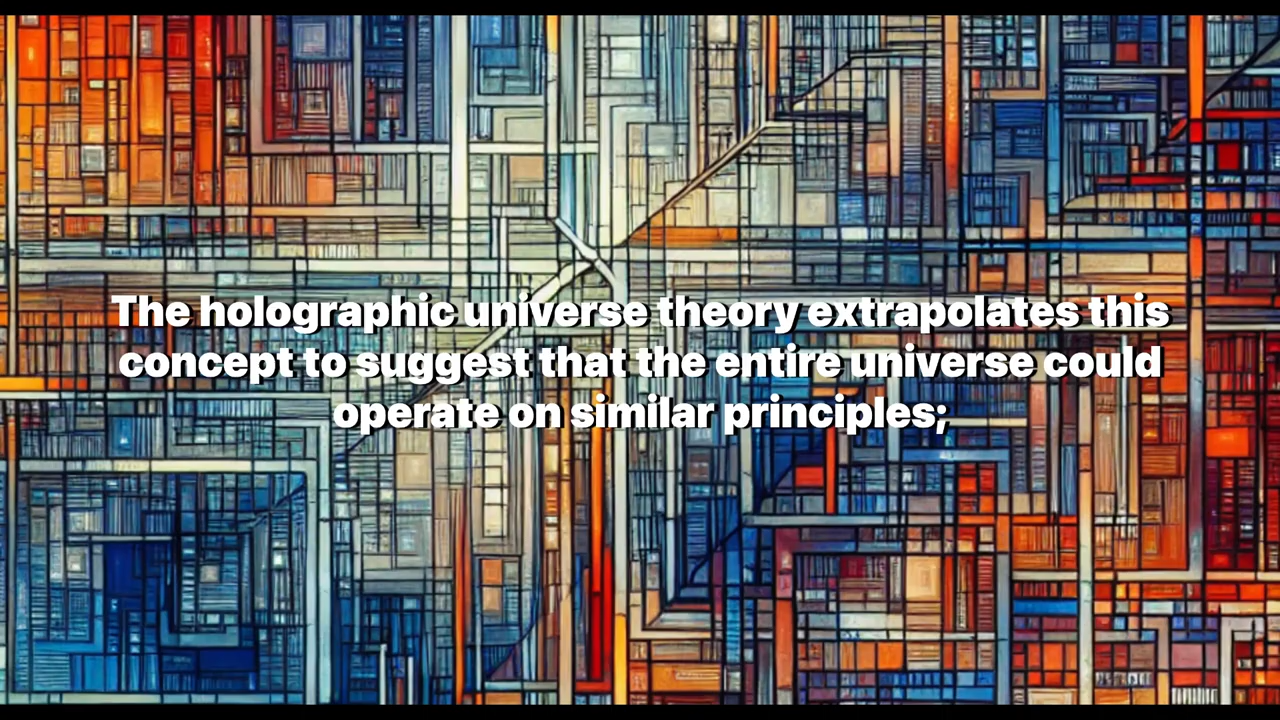 The holographic universe theory extrapolates this
concept to suggest that the entire universe could
operate on similar principles;